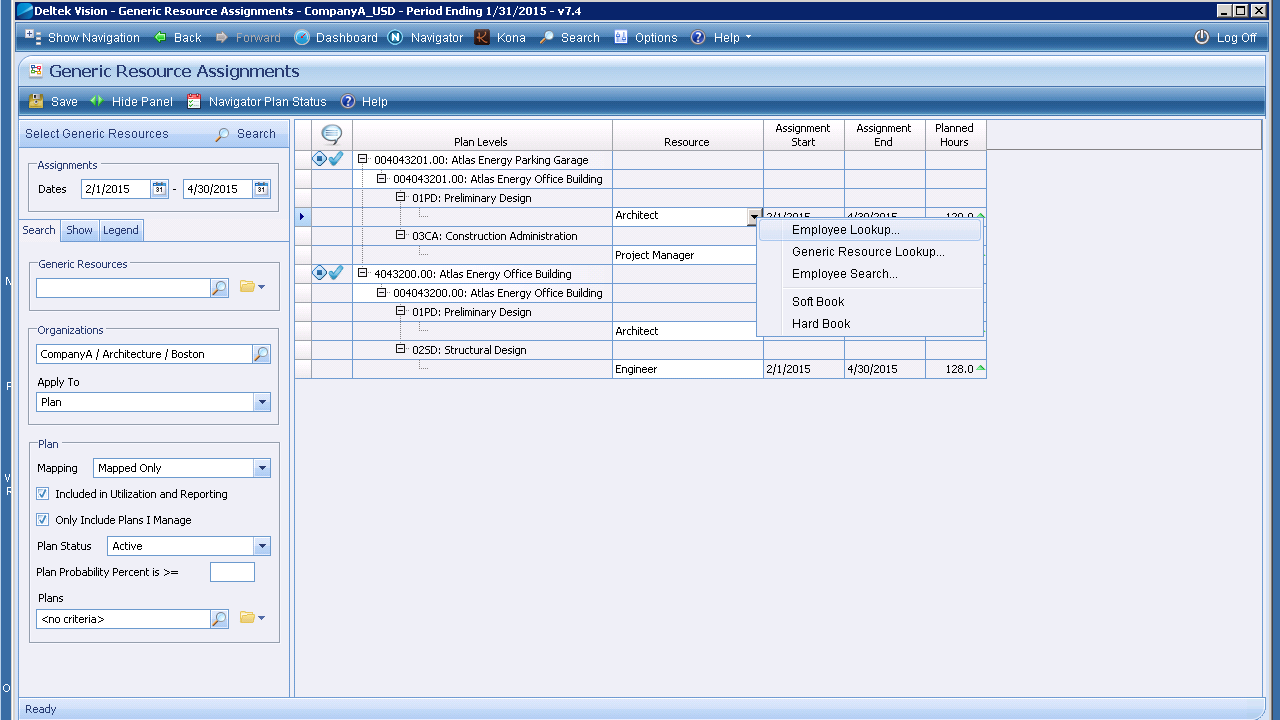 Deltek Vision - Generic Resource Assignments - CompanyA_USD - Period Ending 1/31/2015 - v7.4
Show Navigation Back Forward Dashboard Navigator Kona Search Options Help Log Off
Generic Resource Assignments
Save Hide Panel Navigator Plan Status Help
Select Generic Resources Search
Assignments
Dates 2/1/2015 - 4/30/2015
Search Show Legend
Generic Resources
Organizations
CompanyA / Architecture / Boston
Apply To
Plan
Plan
Mapping Mapped Only
Included in Utilization and Reporting
Only Include Plans I Manage
Plan Status Active
Plan Probability Percent is >=
Plans
<no criteria>
Plan Levels Resource Assignment Start Assignment End Planned Hours
004043201.00: Atlas Energy Parking Garage
004043201.00: Atlas Energy Office Building
01PD: Preliminary Design
Architect 2/1/2015 4/30/2015
03CA: Construction Administration
Project Manager
4043200.00: Atlas Energy Office Building
004043200.00: Atlas Energy Office Building
01PD: Preliminary Design
Architect
02SD: Structural Design
Engineer 2/1/2015 4/30/2015 128.0
Employee Lookup...
Generic Resource Lookup...
Employee Search...
Soft Book
Hard Book
Ready